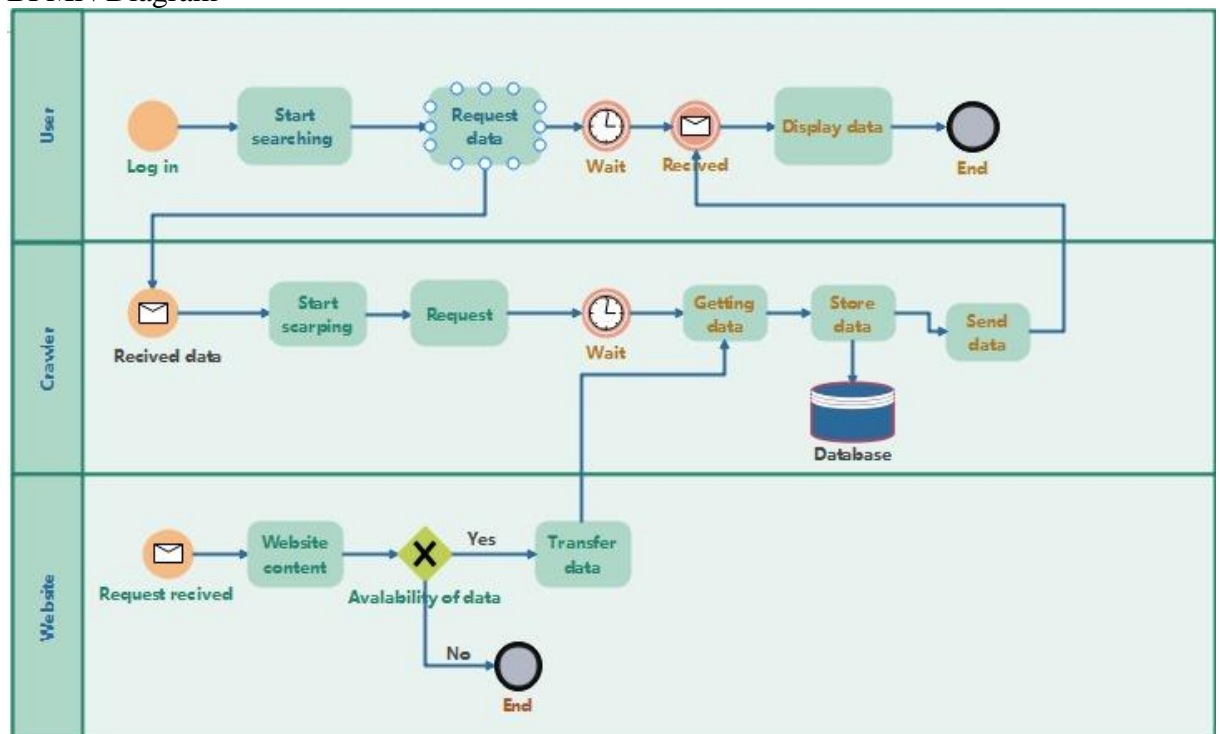 BPMN Diagram
User
Log in
Start
searching
Request
data
Wait
Recived
Display data
End
Crawler
Recived data
Start
scarping
Request
Wait
Getting
data
Store
data
Send
data
Database
Website
Request recived
Website
content
Avalability of data
Yes
Transfer
data
No
End